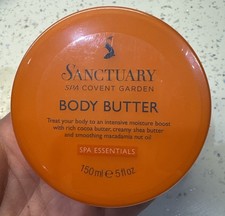 SANCTUARY
SPA COVENT GARDEN
BODY BUTTER
Treat your body to an intensive moisture boost
with rich cocoa butter, creamy shea butter
and smoothing macadamia nut oil
SPA ESSENTIALS
150ml e 5fl.oz